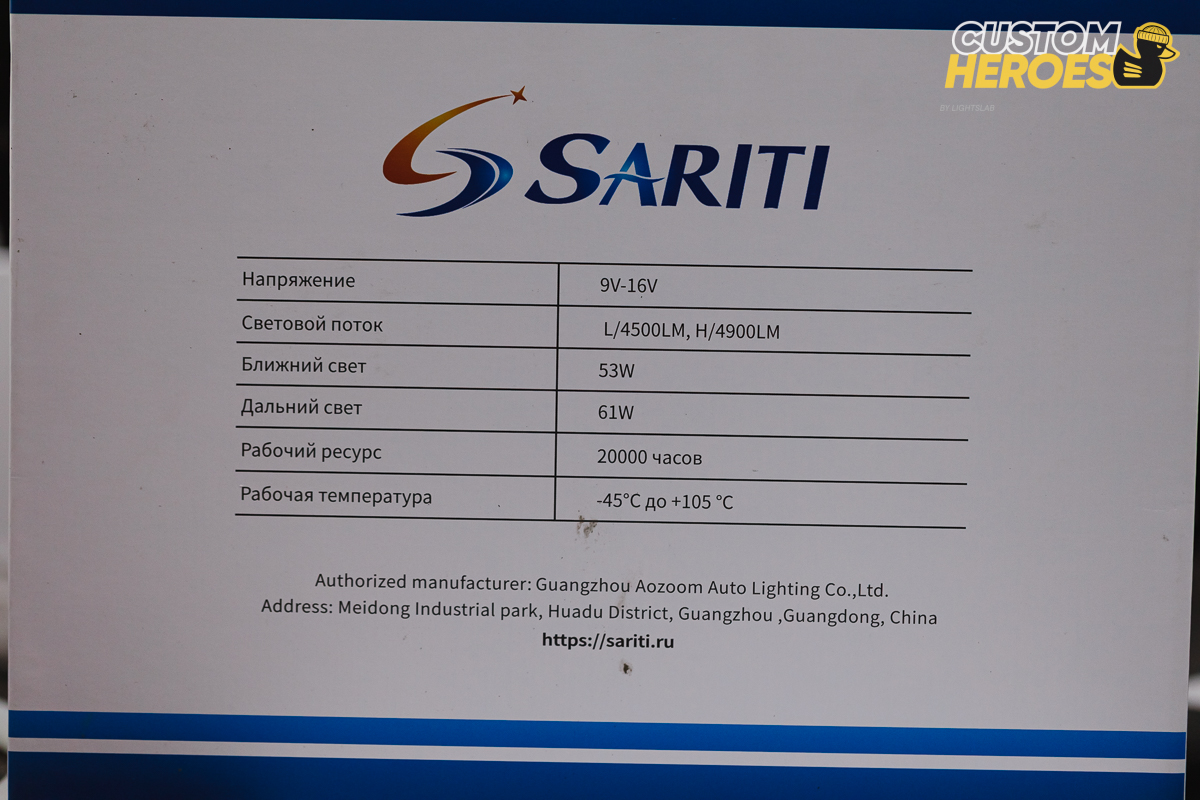 CUSTOM
HEROES
BY LIGHTSLAB
SARITI
Напряжение 9V-16V
Световой поток L/4500LM, H/4900LM
Ближний свет 53W
Дальний свет 61W
Рабочий ресурс 20000 часов
Рабочая температура -45°C до +105 °C
Authorized manufacturer: Guangzhou Aozoom Auto Lighting Co.,Ltd.
Address: Meidong Industrial park, Huadu District, Guangzhou ,Guangdong, China
https://sariti.ru